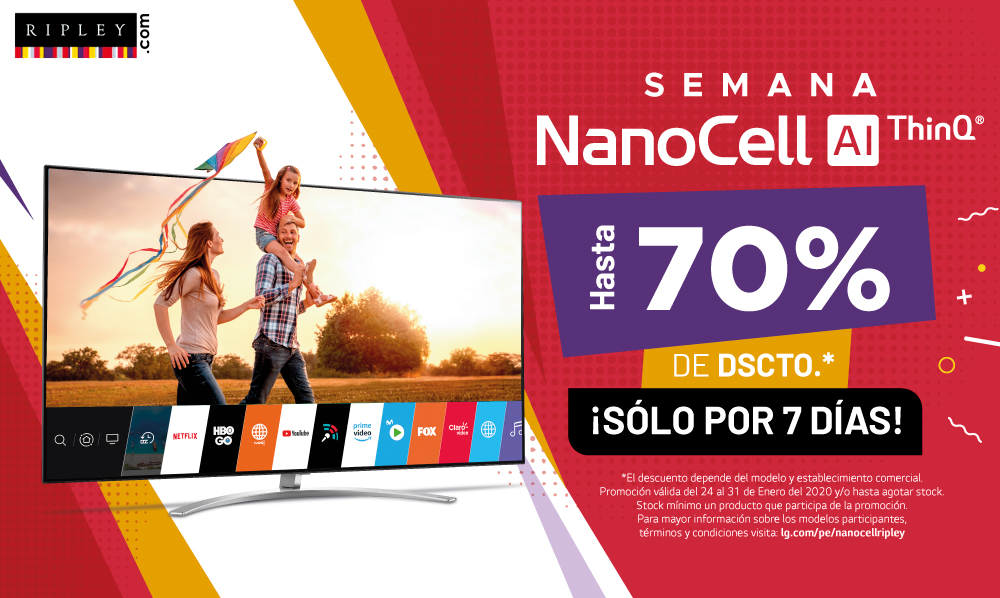 RIPLEY
.com
SEMANA
NanoCell AI ThinQ®
Hasta
70%
DE DSCTO.*
¡SÓLO POR 7 DÍAS!
*El descuento depende del modelo y establecimiento comercial.
Promoción válida del 24 al 31 de Enero del 2020 y/o hasta agotar stock.
Stock mínimo un producto que participa de la promoción.
Para mayor información sobre los modelos participantes,
términos y condiciones visita: lg.com/pe/nanocellripley
NETFLIX
HBO
GO
YouTube
prime
video
FOX
Claro
video